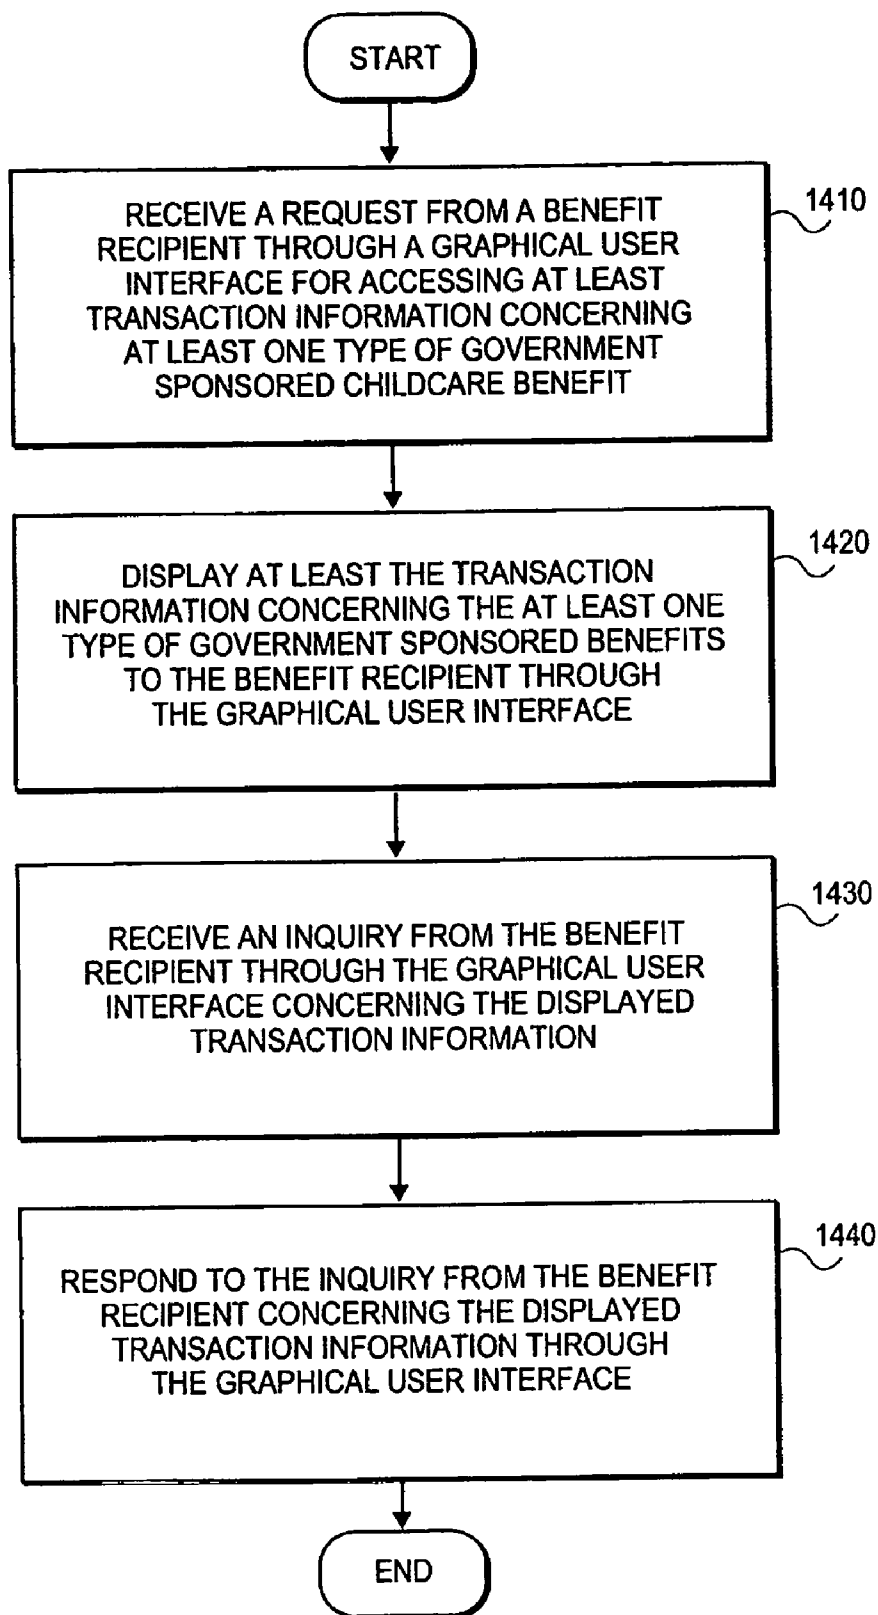 START
RECEIVE A REQUEST FROM A BENEFIT
RECIPIENT THROUGH A GRAPHICAL USER
INTERFACE FOR ACCESSING AT LEAST
TRANSACTION INFORMATION CONCERNING
AT LEAST ONE TYPE OF GOVERNMENT
SPONSORED CHILDCARE BENEFIT
1410
DISPLAY AT LEAST THE TRANSACTION
INFORMATION CONCERNING THE AT LEAST ONE
TYPE OF GOVERNMENT SPONSORED BENEFITS
TO THE BENEFIT RECIPIENT THROUGH
THE GRAPHICAL USER INTERFACE
1420
RECEIVE AN INQUIRY FROM THE BENEFIT
RECIPIENT THROUGH THE GRAPHICAL USER
INTERFACE CONCERNING THE DISPLAYED
TRANSACTION INFORMATION
1430
RESPOND TO THE INQUIRY FROM THE BENEFIT
RECIPIENT CONCERNING THE DISPLAYED
TRANSACTION INFORMATION THROUGH
THE GRAPHICAL USER INTERFACE
1440
END